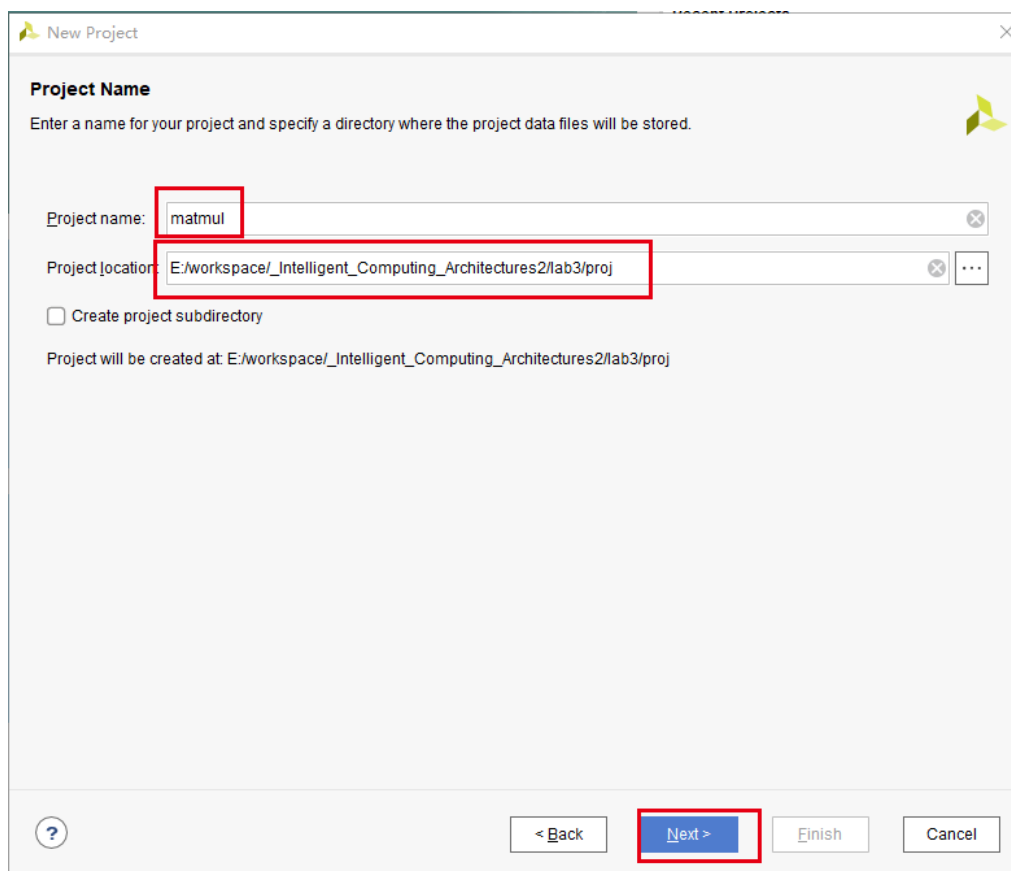 New Project
Project Name
Enter a name for your project and specify a directory where the project data files will be stored.
Project name: matmul
Project location: E:/workspace/_Intelligent_Computing_Architectures2/lab3/proj ...
Create project subdirectory
Project will be created at: E:/workspace/_Intelligent_Computing_Architectures2/lab3/proj
? < Back Next > Finish Cancel